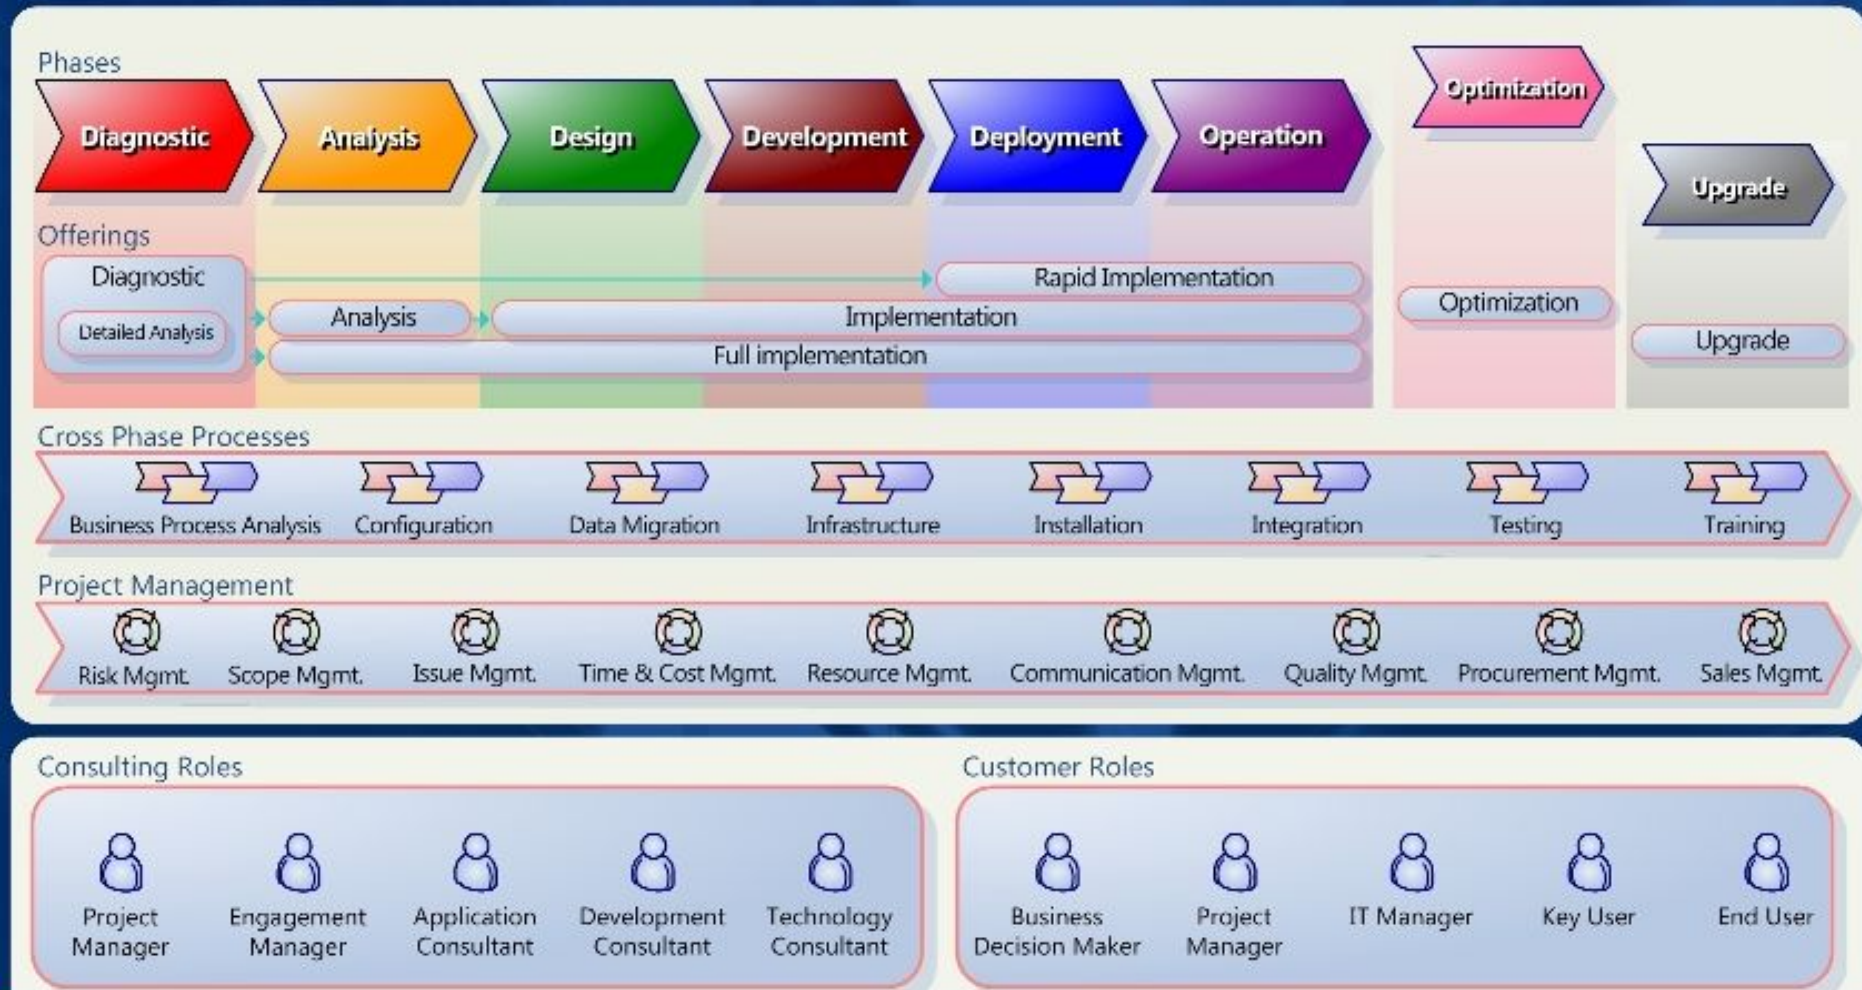 Phases
Diagnostic
Analysis
Design
Development
Deployment
Operation
Optimization
Upgrade
Offerings
Diagnostic
Detailed Analysis
Rapid Implementation
Analysis
Implementation
Full implementation
Optimization
Upgrade
Cross Phase Processes
Business Process Analysis
Configuration
Data Migration
Infrastructure
Installation
Integration
Testing
Training
Project Management
Risk Mgmt.
Scope Mgmt.
Issue Mgmt.
Time & Cost Mgmt.
Resource Mgmt.
Communication Mgmt.
Quality Mgmt.
Procurement Mgmt.
Sales Mgmt.
Consulting Roles
Project
Manager
Engagement
Manager
Application
Consultant
Development
Consultant
Technology
Consultant
Customer Roles
Business
Decision Maker
Project
Manager
IT Manager
Key User
End User